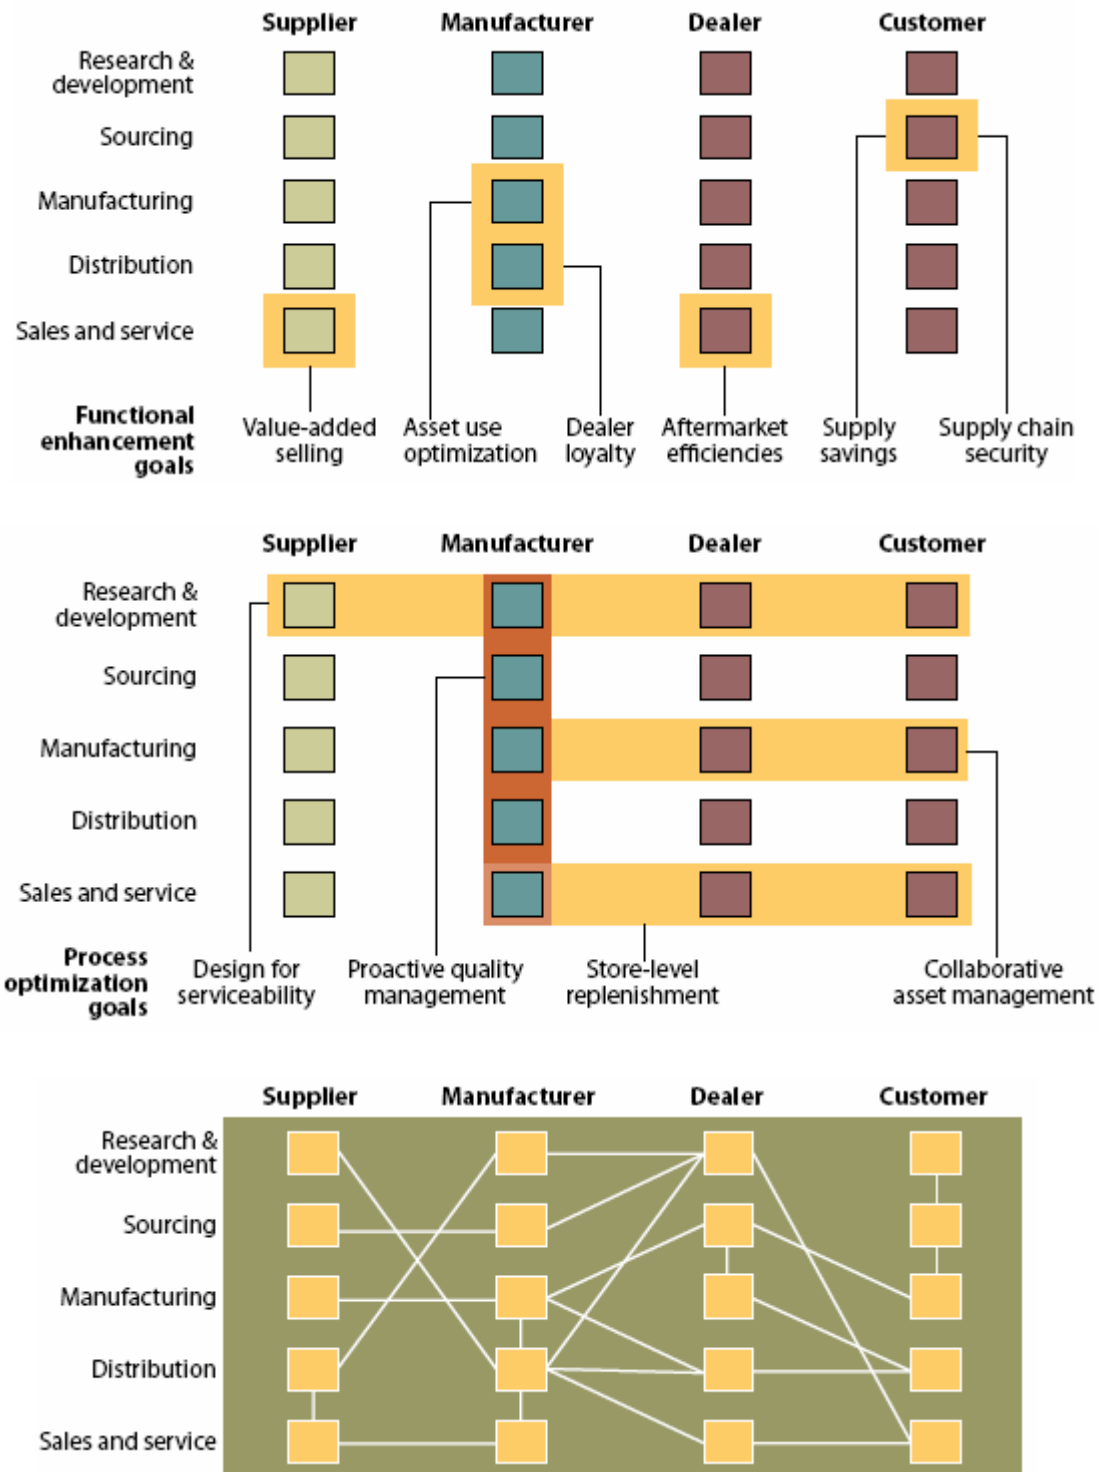 Supplier Manufacturer Dealer Customer
Research &
development
Sourcing
Manufacturing
Distribution
Sales and service
Functional
enhancement
goals
Value-added
selling
Asset use
optimization
Dealer
loyalty
Aftermarket
efficiencies
Supply
savings
Supply chain
security
Supplier Manufacturer Dealer Customer
Research &
development
Sourcing
Manufacturing
Distribution
Sales and service
Process
optimization
goals
Design for
serviceability
Proactive quality
management
Store-level
replenishment
Collaborative
asset management
Supplier Manufacturer Dealer Customer
Research &
development
Sourcing
Manufacturing
Distribution
Sales and service